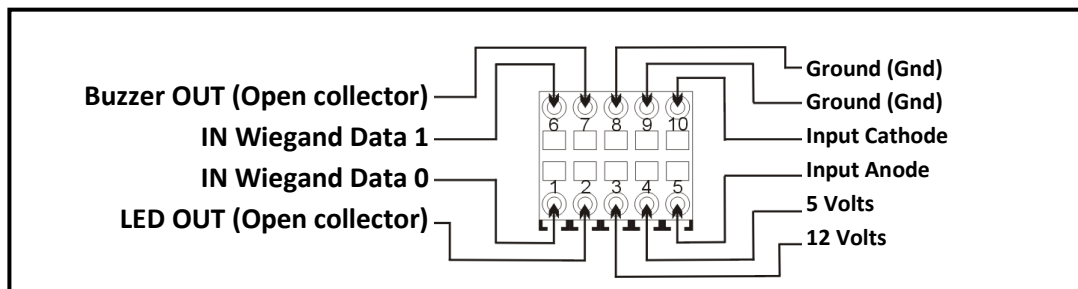 Buzzer OUT (Open collector)
IN Wiegand Data 1
IN Wiegand Data 0
LED OUT (Open collector)
6 7 8 9 10
1 2 3 4 5
Ground (Gnd)
Ground (Gnd)
Input Cathode
Input Anode
5 Volts
12 Volts